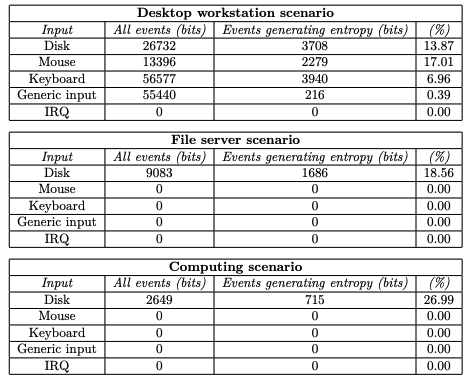 Desktop workstation scenario
Input All events (bits) Events generating entropy (bits) (%)
Disk 26732 3708 13.87
Mouse 13396 2279 17.01
Keyboard 56577 3940 6.96
Generic input 55440 216 0.39
IRQ 0 0 0.00
File server scenario
Input All events (bits) Events generating entropy (bits) (%)
Disk 9083 1686 18.56
Mouse 0 0 0.00
Keyboard 0 0 0.00
Generic input 0 0 0.00
IRQ 0 0 0.00
Computing scenario
Input All events (bits) Events generating entropy (bits) (%)
Disk 2649 715 26.99
Mouse 0 0 0.00
Keyboard 0 0 0.00
Generic input 0 0 0.00
IRQ 0 0 0.00